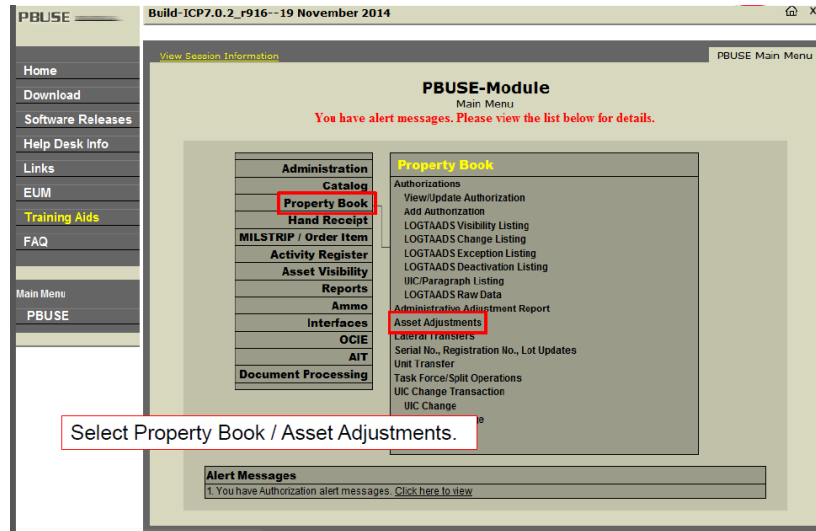 PBUSE
Build-ICP7.0.2_r916--19 November 2014
X
View Session Information
PBUSE Main Menu
Home
Download
Software Releases
Help Desk Info
Links
EUM
Training Aids
FAQ
Main Menu
PBUSE
PBUSE-Module
Main Menu
You have alert messages. Please view the list below for details.
Administration
Catalog
Property Book
Hand Receipt
MILSTRIP / Order Item
Activity Register
Asset Visibility
Reports
Ammo
Interfaces
OCIE
AIT
Document Processing
Property Book
Authorizations
View/Update Authorization
Add Authorization
LOGTAADS Visibility Listing
LOGTAADS Change Listing
LOGTAADS Exception Listing
LOGTAADS Deactivation Listing
UIC/Paragraph Listing
LOGTAADS Raw Data
Administrative Adjustment Report
Asset Adjustments
Lateral Transfers
Serial No., Registration No., Lot Updates
Unit Transfer
Task Force/Split Operations
UIC Change Transaction
UIC Change
Select Property Book / Asset Adjustments.
Alert Messages
1. You have Authorization alert messages. Click here to view